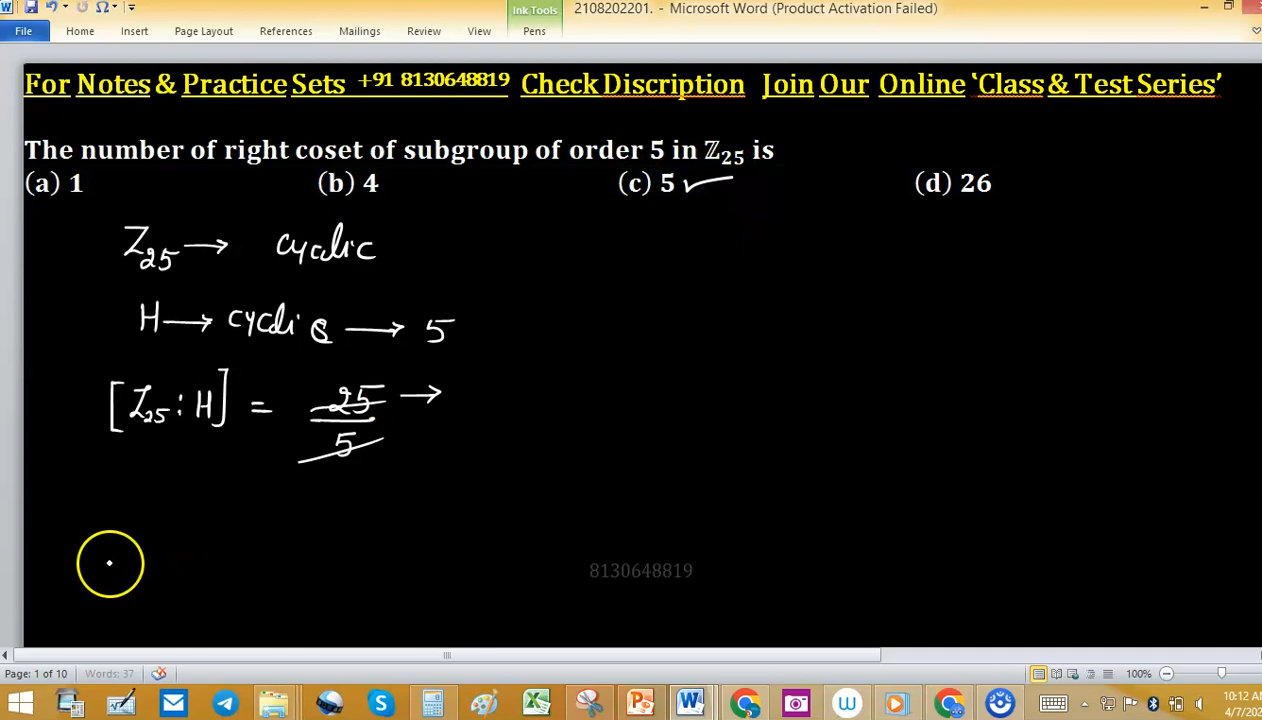 2108202201. - Microsoft Word (Product Activation Failed)
Ink Tools
File Home Insert Page Layout References Mailings Review View Pens
For Notes & Practice Sets +91 8130648819 Check Discription Join Our Online 'Class & Test Series'
The number of right coset of subgroup of order 5 in ℤ₂₅ is
(a) 1 (b) 4 (c) 5 ✓ (d) 26
Z₂₅ → cyclic
H → cyclic → 5
[Z₂₅ : H] = 25/5 →
8130648819
Page: 1 of 10 Words: 37 100%
10:12 AM
4/7/202